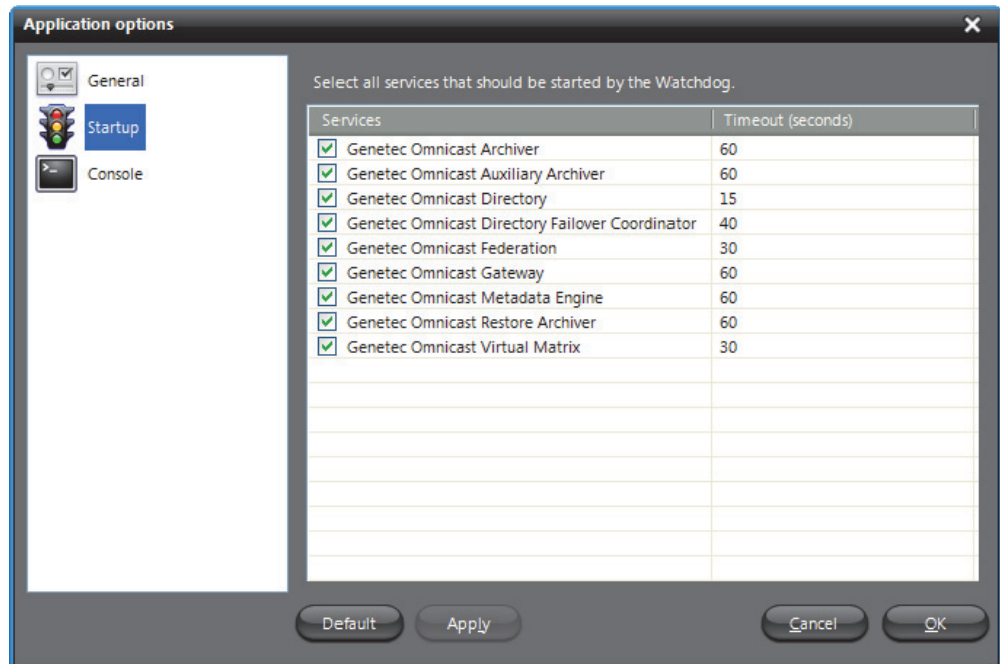 Application options
General
Startup
Console
Select all services that should be started by the Watchdog.
Services Timeout (seconds)
Genetec Omnicast Archiver 60
Genetec Omnicast Auxiliary Archiver 60
Genetec Omnicast Directory 15
Genetec Omnicast Directory Failover Coordinator 40
Genetec Omnicast Federation 30
Genetec Omnicast Gateway 60
Genetec Omnicast Metadata Engine 60
Genetec Omnicast Restore Archiver 60
Genetec Omnicast Virtual Matrix 30
Default Apply Cancel OK